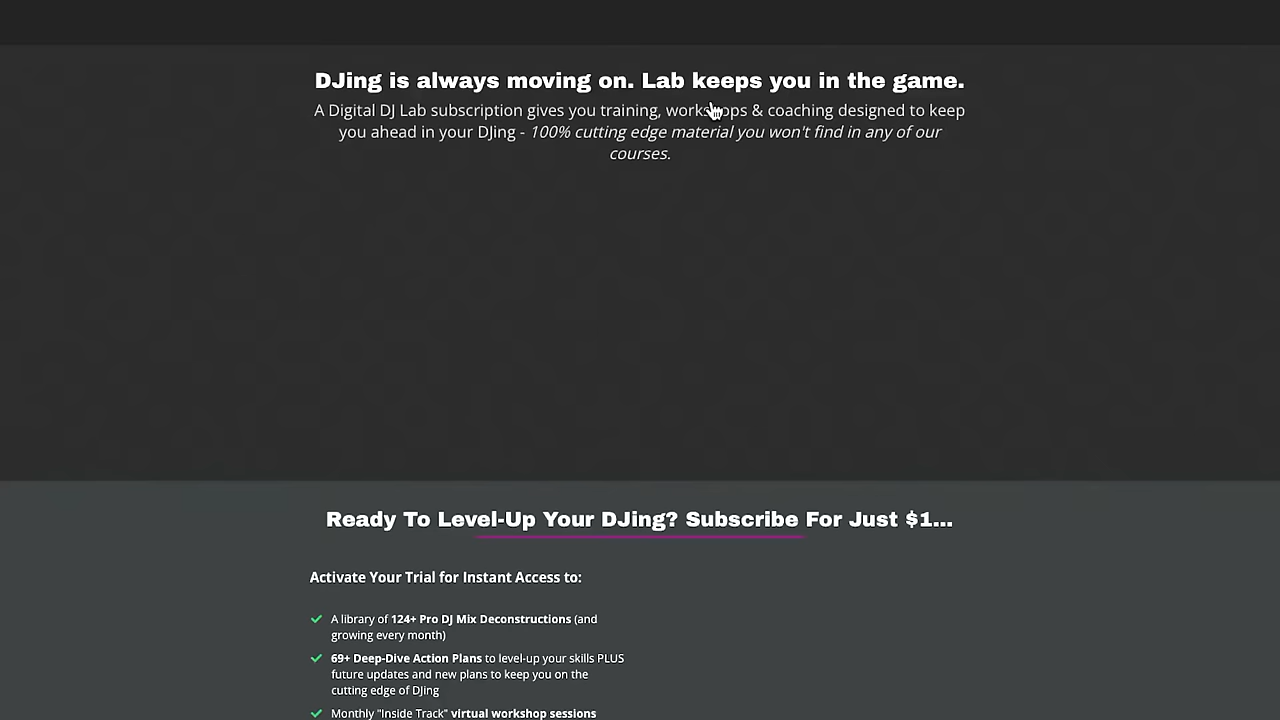 DJing is always moving on. Lab keeps you in the game.
A Digital DJ Lab subscription gives you training, workshops & coaching designed to keep
you ahead in your DJing - 100% cutting edge material you won't find in any of our
courses.
Ready To Level-Up Your DJing? Subscribe For Just $1...
Activate Your Trial for Instant Access to:
A library of 124+ Pro DJ Mix Deconstructions (and
growing every month)
69+ Deep-Dive Action Plans to level-up your skills PLUS
future updates and new plans to keep you on the
cutting edge of DJing
Monthly "Inside Track" virtual workshop sessions